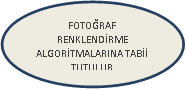 FOTOĞRAF
RENKLENDİRME
ALGORİTMALARINA TABİİ
TUTULUR